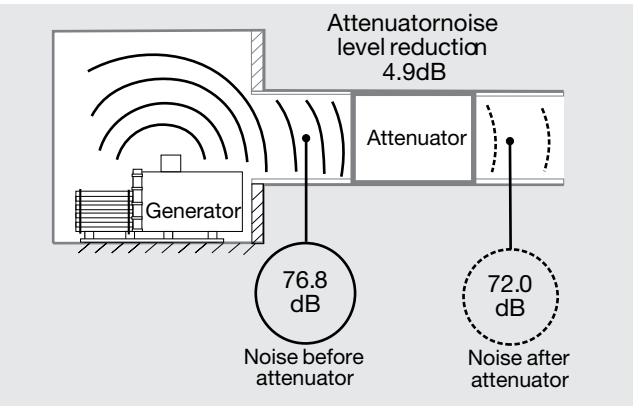 Attenuatornoise
level reduction
4.9dB
Attenuator
Generator
76.8
dB
72.0
dB
Noise before
attenuator
Noise after
attenuator